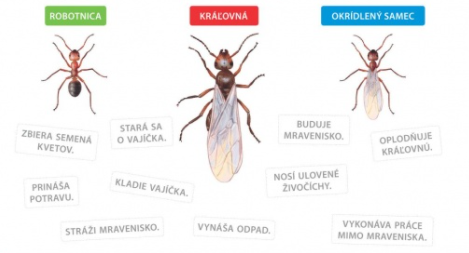 ROBOTNICA
KRÁĽOVNÁ
OKRÍDLENÝ SAMEC
ZBIERA SEMENÁ
KVETOV.
STARÁ SA
O VAJÍČKA.
BUDUJE
MRAVENISKO.
OPLODŇUJE
KRÁĽOVNÚ.
PRINÁŠA
POTRAVU.
KLADIE VAJÍČKA.
NOSÍ ULOVENÉ
ŽIVOČÍCHY.
STRÁŽI MRAVENISKO.
VYNÁŠA ODPAD.
VYKONÁVA PRÁCE
MIMO MRAVENISKA.